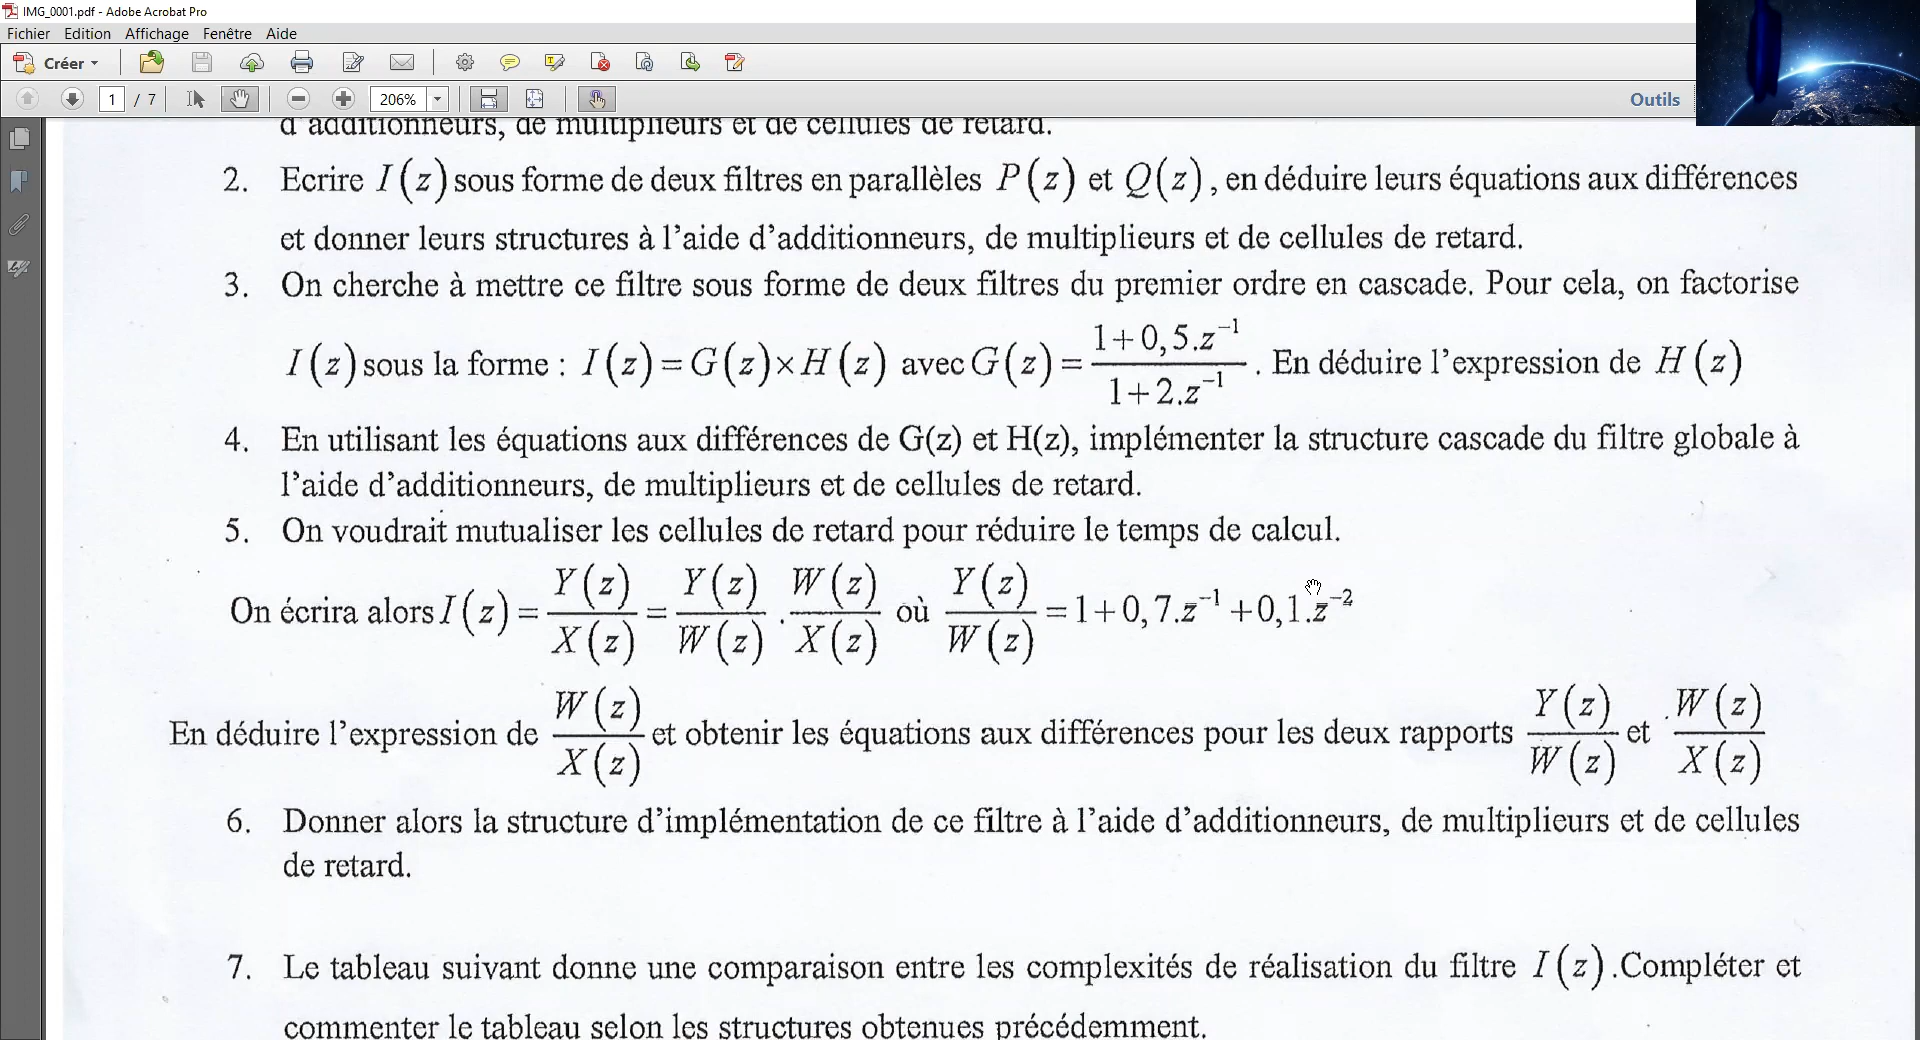 IMG_0001.pdf - Adobe Acrobat Pro
Fichier Edition Affichage Fenêtre Aide
Créer
1 / 7 206% Outils
d'additionneurs, de multiplieurs et de cellules de retard.
2. Ecrire I(z) sous forme de deux filtres en parallèles P(z) et Q(z), en déduire leurs équations aux différences
et donner leurs structures à l'aide d'additionneurs, de multiplieurs et de cellules de retard.
3. On cherche à mettre ce filtre sous forme de deux filtres du premier ordre en cascade. Pour cela, on factorise
I(z) sous la forme : I(z) = G(z)×H(z) avec G(z) = (1+0,5.z⁻¹)/(1+2.z⁻¹). En déduire l'expression de H(z)
4. En utilisant les équations aux différences de G(z) et H(z), implémenter la structure cascade du filtre globale à
l'aide d'additionneurs, de multiplieurs et de cellules de retard.
5. On voudrait mutualiser les cellules de retard pour réduire le temps de calcul.
On écrira alors I(z) = Y(z)/X(z) = Y(z)/W(z) . W(z)/X(z) où Y(z)/W(z) = 1+0,7.z⁻¹+0,1.z⁻²
En déduire l'expression de W(z)/X(z) et obtenir les équations aux différences pour les deux rapports Y(z)/W(z) et .W(z)/X(z)
6. Donner alors la structure d'implémentation de ce filtre à l'aide d'additionneurs, de multiplieurs et de cellules
de retard.
7. Le tableau suivant donne une comparaison entre les complexités de réalisation du filtre I(z).Compléter et
commenter le tableau selon les structures obtenues précédemment.